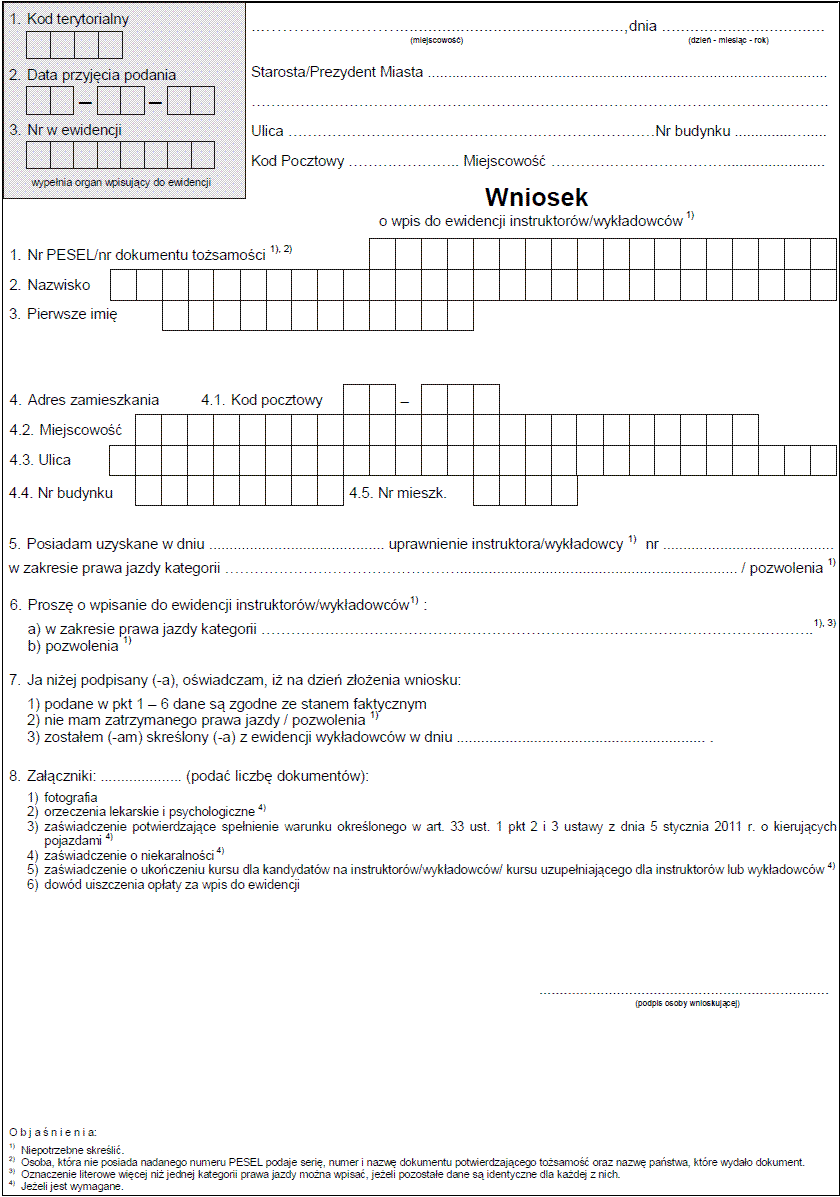 1. Kod terytorialny
2. Data przyjęcia podania
– –
3. Nr w ewidencji
wypełnia organ wpisujący do ewidencji
................................................................................,dnia ...................................
(miejscowość) (dzień - miesiąc - rok)
Starosta/Prezydent Miasta ................................................................................
................................................................................
Ulica ................................................................................Nr budynku ......................
Kod Pocztowy ........................ Miejscowość ............................................................
Wniosek
o wpis do ewidencji instruktorów/wykładowców 1)
1. Nr PESEL/nr dokumentu tożsamości 1), 2)
2. Nazwisko
3. Pierwsze imię
4. Adres zamieszkania 4.1. Kod pocztowy –
4.2. Miejscowość
4.3. Ulica
4.4. Nr budynku 4.5. Nr mieszk.
5. Posiadam uzyskane w dniu .......................................... uprawnienie instruktora/wykładowcy 1) nr .........................................
w zakresie prawa jazdy kategorii ................................................................................ / pozwolenia 1)
6. Proszę o wpisanie do ewidencji instruktorów/wykładowców1) :
a) w zakresie prawa jazdy kategorii ................................................................................1), 3)
b) pozwolenia 1)
7. Ja niżej podpisany (-a), oświadczam, iż na dzień złożenia wniosku:
1) podane w pkt 1 – 6 dane są zgodne ze stanem faktycznym
2) nie mam zatrzymanego prawa jazdy / pozwolenia 1)
3) zostałem (-am) skreślony (-a) z ewidencji wykładowców w dniu ............................................................ .
8. Załączniki: .................... (podać liczbę dokumentów):
1) fotografia
2) orzeczenia lekarskie i psychologiczne 4)
3) zaświadczenie potwierdzające spełnienie warunku określonego w art. 33 ust. 1 pkt 2 i 3 ustawy z dnia 5 stycznia 2011 r. o kierujących
pojazdami 4)
4) zaświadczenie o niekaralności 4)
5) zaświadczenie o ukończeniu kursu dla kandydatów na instruktorów/wykładowców/ kursu uzupełniającego dla instruktorów lub wykładowców 4)
6) dowód uiszczenia opłaty za wpis do ewidencji
................................................................................
(podpis osoby wnioskującej)
Objaśnienia:
1) Niepotrzebne skreślić.
2) Osoba, która nie posiada nadanego numeru PESEL podaje serię, numer i nazwę dokumentu potwierdzającego tożsamość oraz nazwę państwa, które wydało dokument.
3) Oznaczenie literowe więcej niż jednej kategorii prawa jazdy można wpisać, jeżeli pozostałe dane są identyczne dla każdej z nich.
4) Jeżeli jest wymagane.